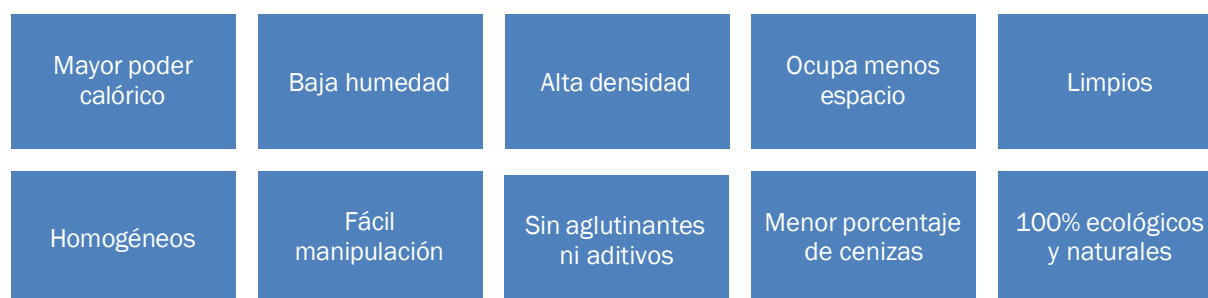 Mayor poder
calórico
Baja humedad
Alta densidad
Ocupa menos
espacio
Limpios
Homogéneos
Fácil
manipulación
Sin aglutinantes
ni aditivos
Menor porcentaje
de cenizas
100% ecológicos
y naturales